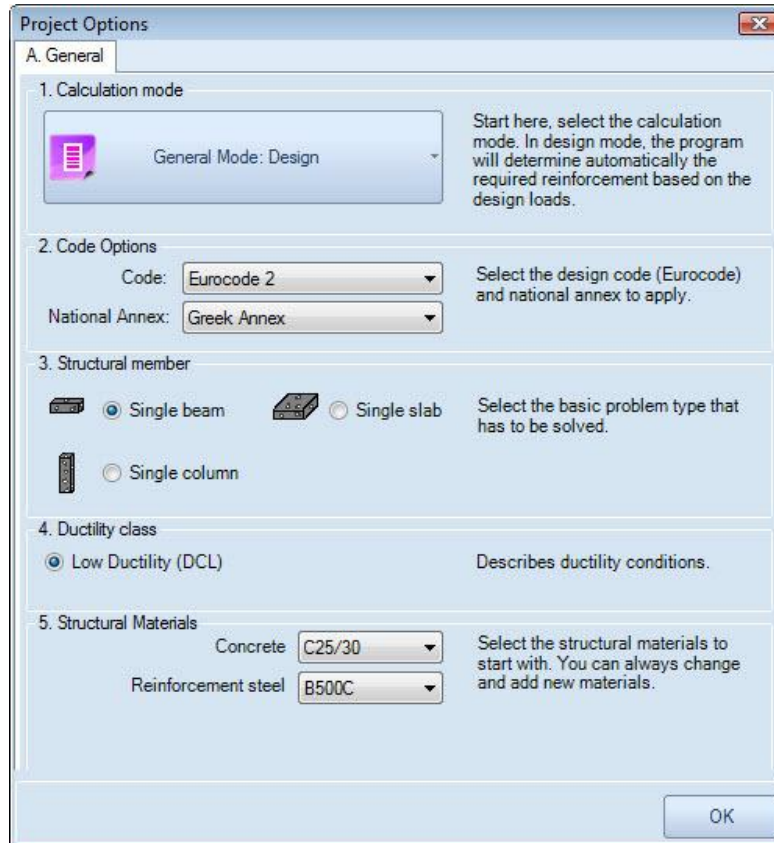 Project Options
A. General
1. Calculation mode
General Mode: Design
Start here, select the calculation
mode. In design mode, the program
will determine automatically the
required reinforcement based on the
design loads.
2. Code Options
Code: Eurocode 2
National Annex: Greek Annex
Select the design code (Eurocode)
and national annex to apply.
3. Structural member
Single beam
Single slab
Single column
Select the basic problem type that
has to be solved.
4. Ductility class
Low Ductility (DCL)
Describes ductility conditions.
5. Structural Materials
Concrete C25/30
Reinforcement steel B500C
Select the structural materials to
start with. You can always change
and add new materials.
OK